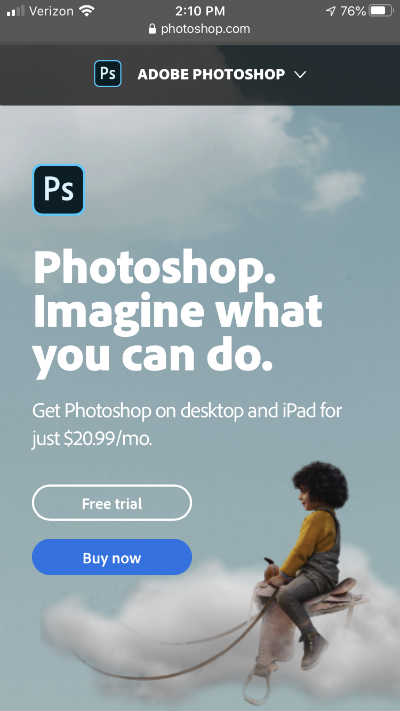 Verizon 2:10 PM 76%
photoshop.com
Ps ADOBE PHOTOSHOP
Ps
Photoshop.
Imagine what
you can do.
Get Photoshop on desktop and iPad for
just $20.99/mo.
Free trial
Buy now